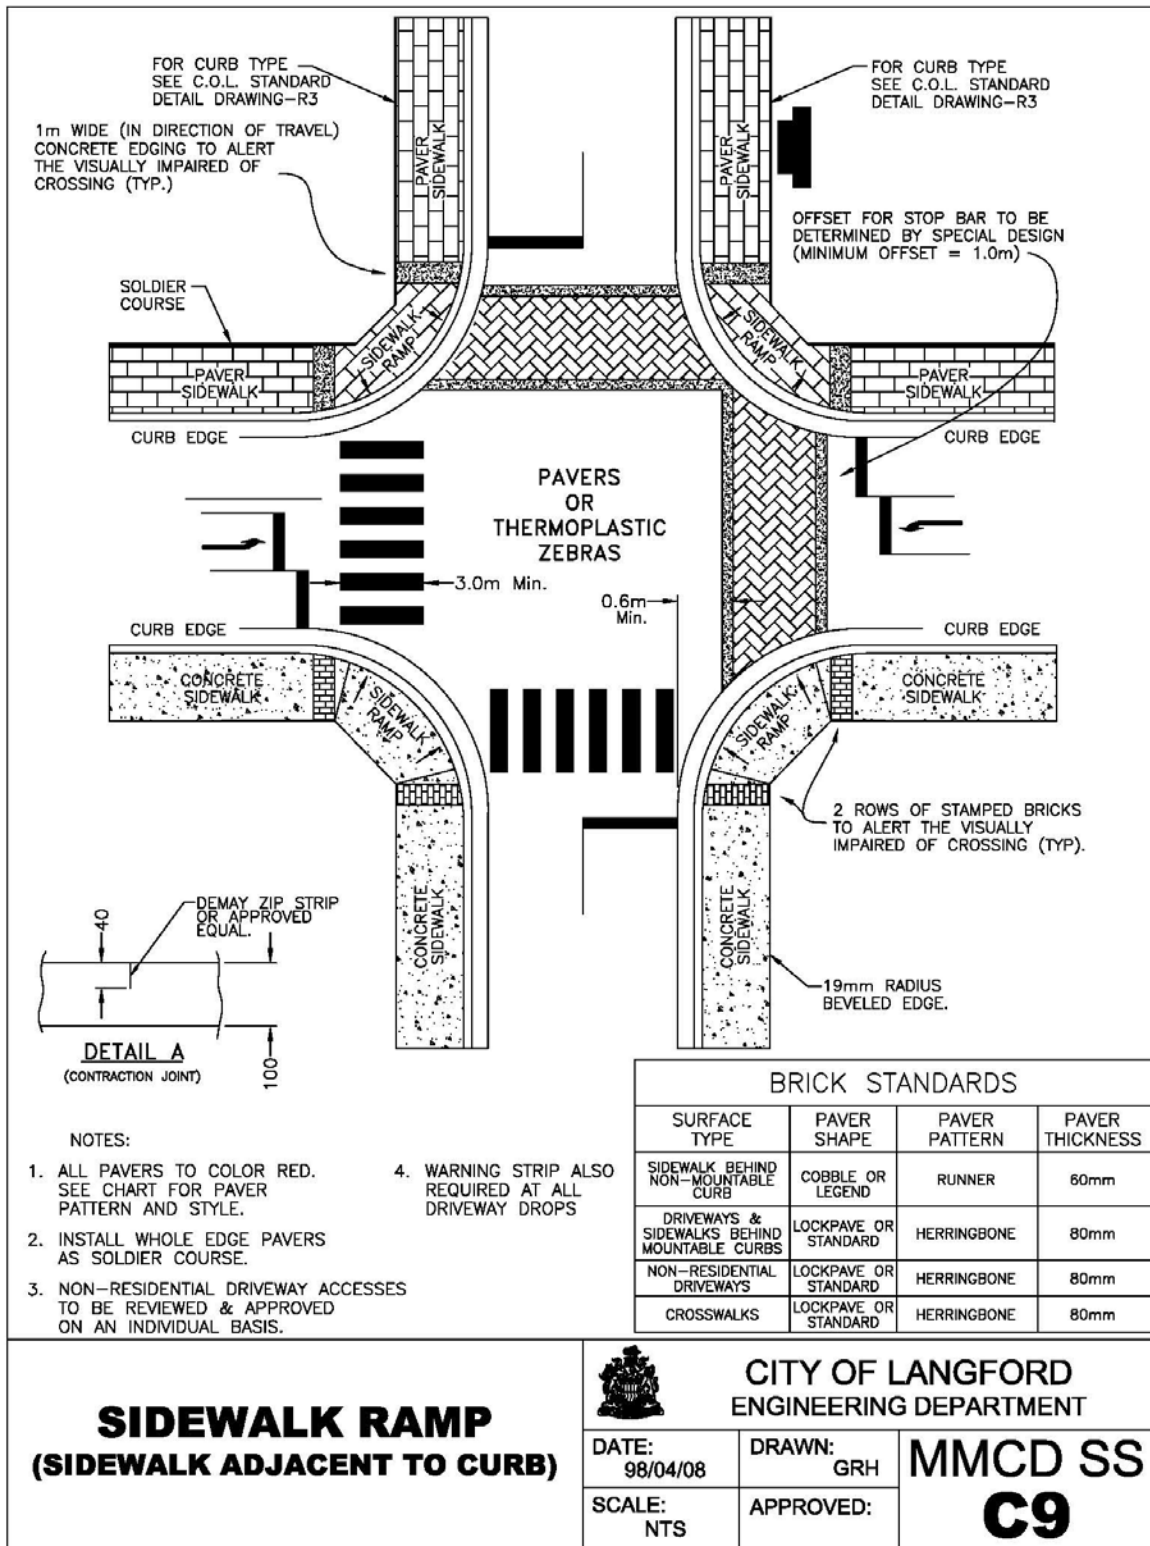 FOR CURB TYPE
SEE C.O.L. STANDARD
DETAIL DRAWING-R3
1m WIDE (IN DIRECTION OF TRAVEL)
CONCRETE EDGING TO ALERT
THE VISUALLY IMPAIRED OF
CROSSING (TYP.)
FOR CURB TYPE
SEE C.O.L. STANDARD
DETAIL DRAWING-R3
PAVER
SIDEWALK
PAVER
SIDEWALK
OFFSET FOR STOP BAR TO BE
DETERMINED BY SPECIAL DESIGN
(MINIMUM OFFSET = 1.0m)
SOLDIER
COURSE
SIDEWALK
RAMP
SIDEWALK
RAMP
PAVER
SIDEWALK
PAVER
SIDEWALK
CURB EDGE
CURB EDGE
PAVERS
OR
THERMOPLASTIC
ZEBRAS
3.0m Min.
0.6m
Min.
CURB EDGE
CURB EDGE
CONCRETE
SIDEWALK
SIDEWALK
RAMP
SIDEWALK
RAMP
CONCRETE
SIDEWALK
2 ROWS OF STAMPED BRICKS
TO ALERT THE VISUALLY
IMPAIRED OF CROSSING (TYP).
CONCRETE
SIDEWALK
CONCRETE
SIDEWALK
19mm RADIUS
BEVELED EDGE.
DEMAY ZIP STRIP
OR APPROVED
EQUAL.
40
100
DETAIL A
(CONTRACTION JOINT)
NOTES:
1. ALL PAVERS TO COLOR RED.
SEE CHART FOR PAVER
PATTERN AND STYLE.
2. INSTALL WHOLE EDGE PAVERS
AS SOLDIER COURSE.
3. NON-RESIDENTIAL DRIVEWAY ACCESSES
TO BE REVIEWED & APPROVED
ON AN INDIVIDUAL BASIS.
4. WARNING STRIP ALSO
REQUIRED AT ALL
DRIVEWAY DROPS
BRICK STANDARDS
SURFACE TYPE PAVER SHAPE PAVER PATTERN PAVER THICKNESS
SIDEWALK BEHIND NON-MOUNTABLE CURB COBBLE OR LEGEND RUNNER 60mm
DRIVEWAYS & SIDEWALKS BEHIND MOUNTABLE CURBS LOCKPAVE OR STANDARD HERRINGBONE 80mm
NON-RESIDENTIAL DRIVEWAYS LOCKPAVE OR STANDARD HERRINGBONE 80mm
CROSSWALKS LOCKPAVE OR STANDARD HERRINGBONE 80mm
SIDEWALK RAMP
(SIDEWALK ADJACENT TO CURB)
CITY OF LANGFORD
ENGINEERING DEPARTMENT
DATE:
98/04/08
DRAWN:
GRH
SCALE:
NTS
APPROVED:
MMCD SS
C9